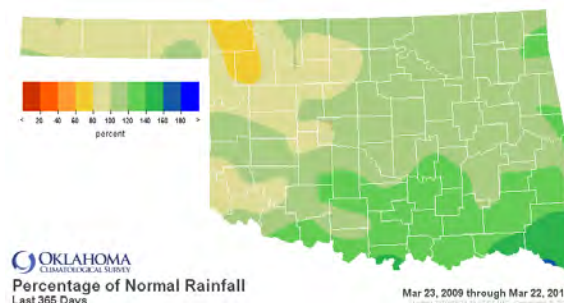 < 20 40 60 80 100 120 140 160 180 >
percent
OKLAHOMA
CLIMATOLOGICAL SURVEY
Percentage of Normal Rainfall
Last 365 Days
Mar 23, 2009 through Mar 22, 201